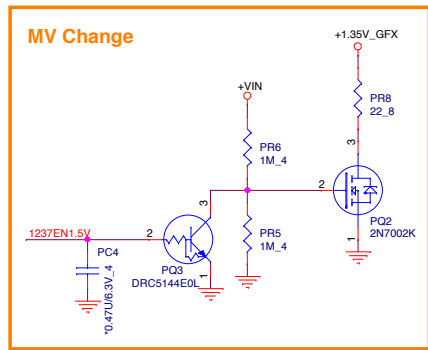 MV Change
+1.35V_GFX
+VIN
PR8
22_8
PR6
1M_4
3
3
2
1237EN1.5V
2
PR5
1M_4
PQ2
2N7002K
1
PC4
*0.47U/6.3V_4
PQ3
DRC5144E0L
1